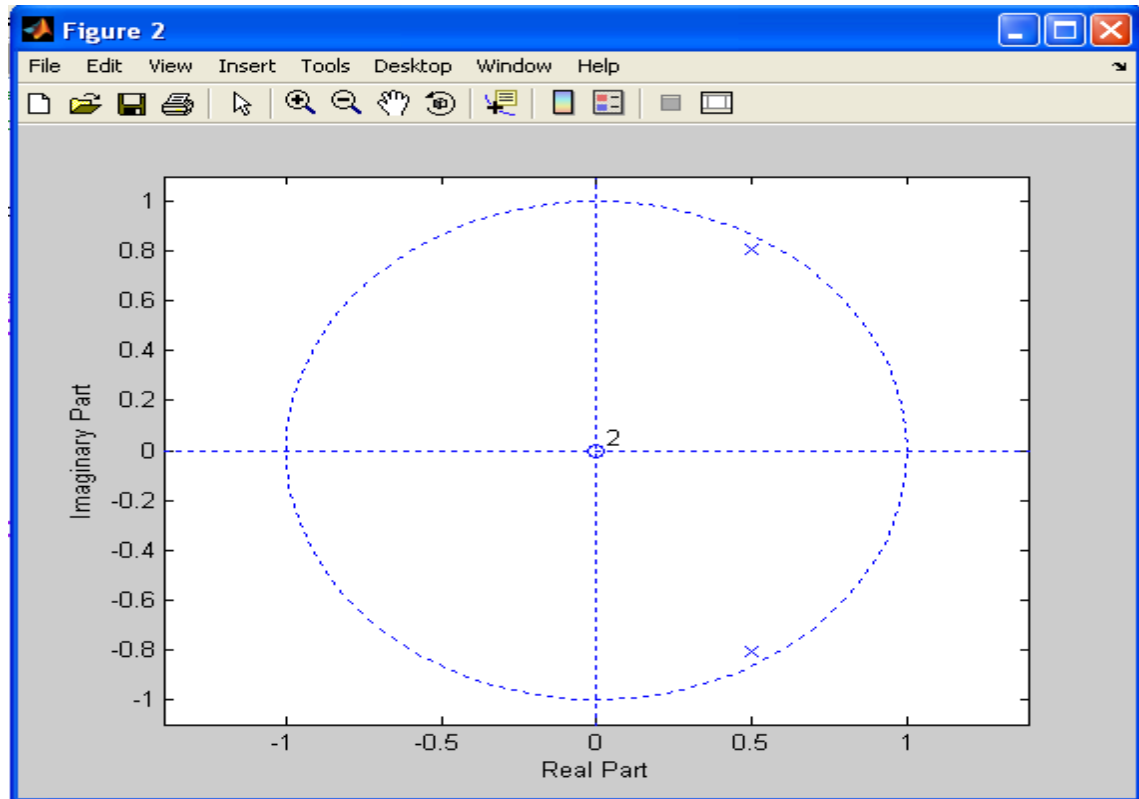 Figure 2
File Edit View Insert Tools Desktop Window Help
1
0.8
0.6
0.4
0.2
0
-0.2
-0.4
-0.6
-0.8
-1
Imaginary Part
2
-1 -0.5 0 0.5 1
Real Part